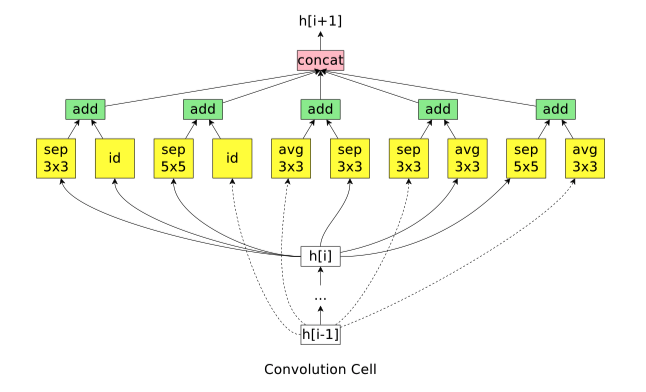 h[i+1]
concat
add add add add add
sep 3x3 id sep 5x5 id avg 3x3 sep 3x3 sep 3x3 avg 3x3 sep 5x5 avg 3x3
h[i]
...
h[i-1]
Convolution Cell